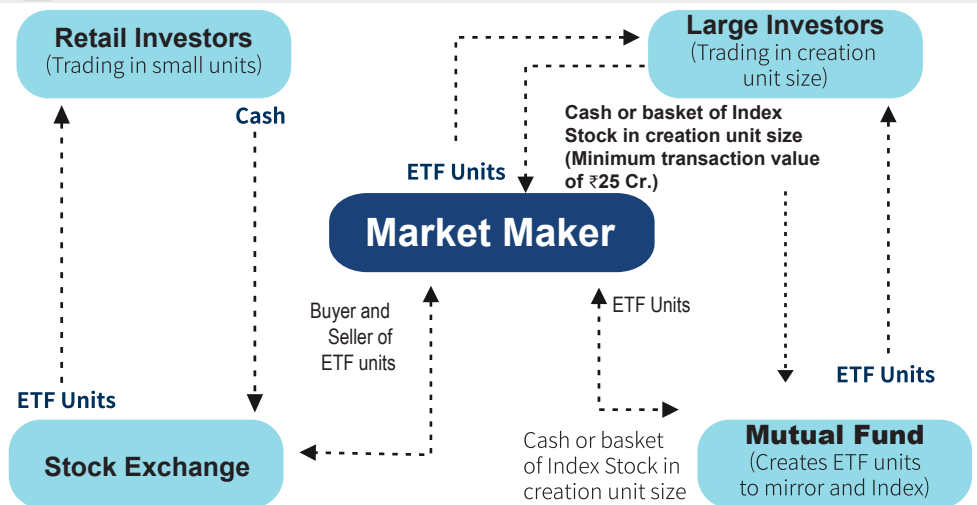 Retail Investors
(Trading in small units)
Large Investors
(Trading in creation
unit size)
Cash
Cash or basket of Index
Stock in creation unit size
(Minimum transaction value
of ₹25 Cr.)
ETF Units
Market Maker
Buyer and
Seller of
ETF units
ETF Units
ETF Units
ETF Units
Stock Exchange
Cash or basket
of Index Stock in
creation unit size
Mutual Fund
(Creates ETF units
to mirror and Index)